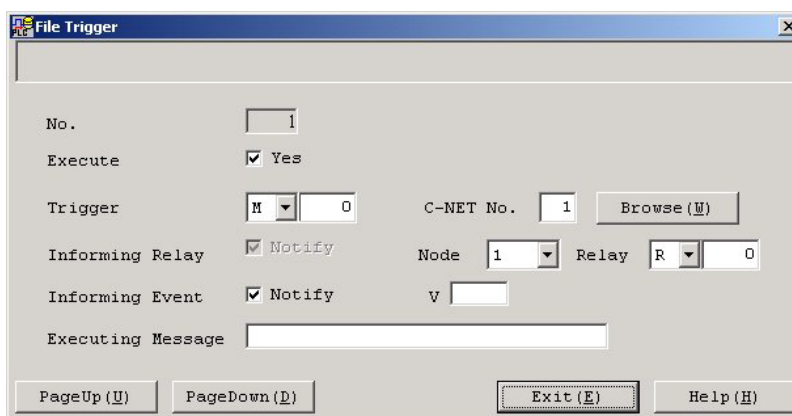 File Trigger
No. 1
Execute Yes
Trigger M 0 C-NET No. 1 Browse(W)
Informing Relay Notify Node 1 Relay R 0
Informing Event Notify V
Executing Message
PageUp(U) PageDown(D) Exit(E) Help(H)